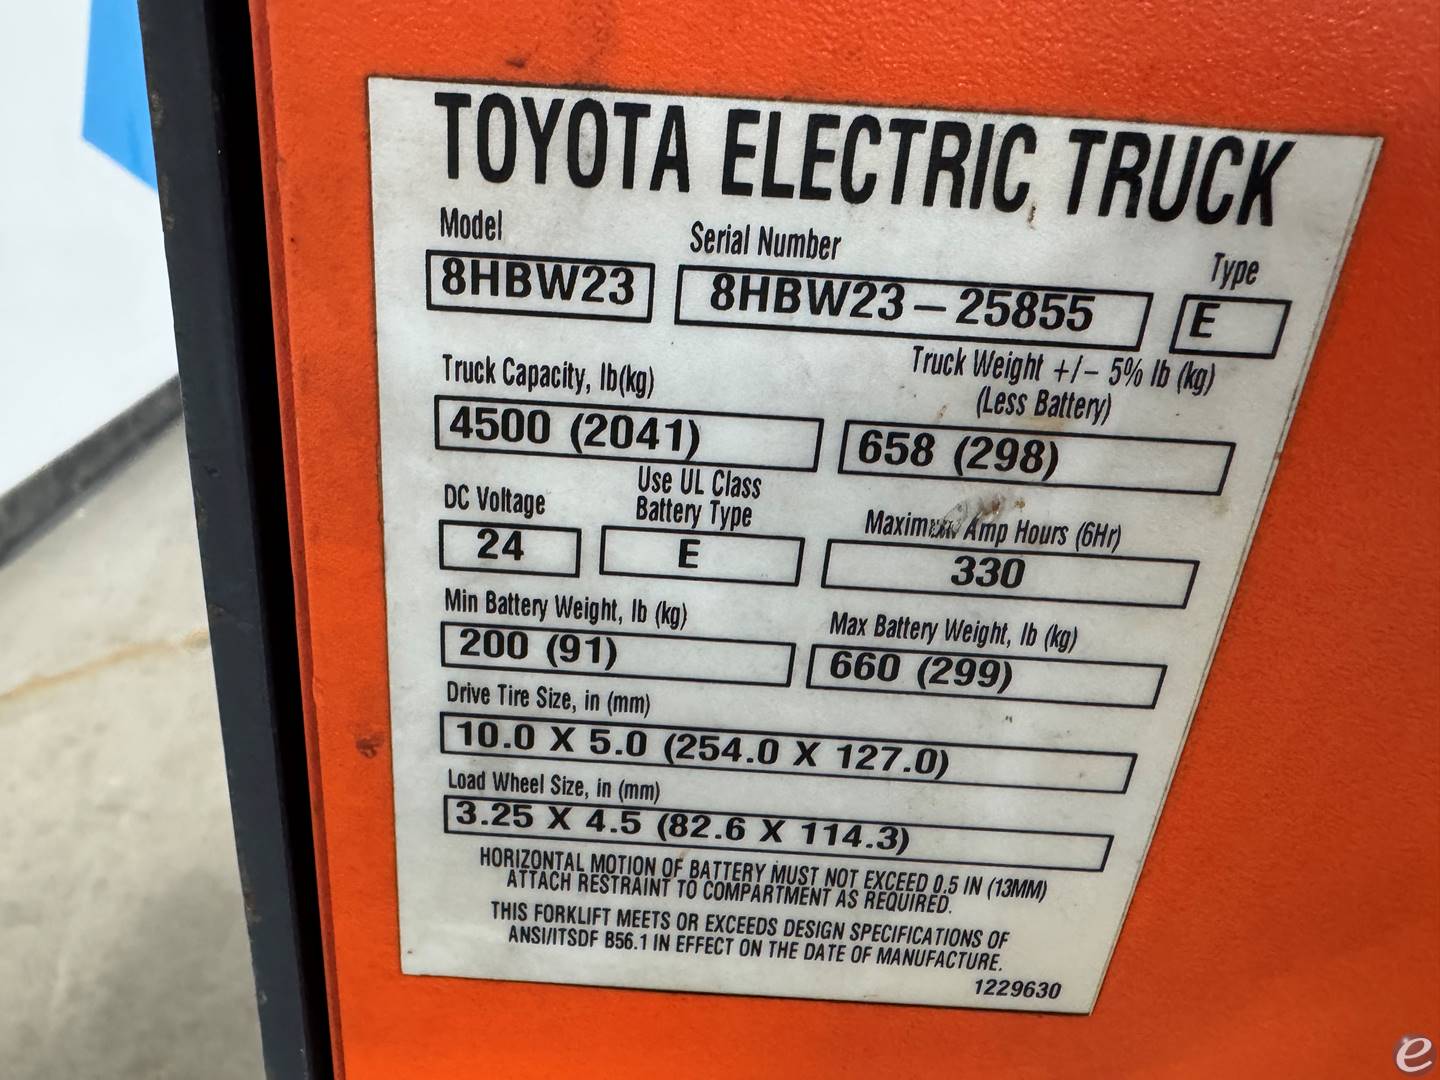 TOYOTA ELECTRIC TRUCK
Model
Serial Number
Type
8HBW23
8HBW23-25855
E
Truck Capacity, lb(kg)
Truck Weight +/- 5% lb (kg)
(Less Battery)
4500 (2041)
658 (298)
DC Voltage
Use UL Class
Battery Type
Maximum Amp Hours (6Hr)
24
E
330
Min Battery Weight, lb (kg)
Max Battery Weight, lb (kg)
200 (91)
660 (299)
Drive Tire Size, in (mm)
10.0 X 5.0 (254.0 X 127.0)
Load Wheel Size, in (mm)
3.25 X 4.5 (82.6 X 114.3)
HORIZONTAL MOTION OF BATTERY MUST NOT EXCEED 0.5 IN (13MM)
ATTACH RESTRAINT TO COMPARTMENT AS REQUIRED.
THIS FORKLIFT MEETS OR EXCEEDS DESIGN SPECIFICATIONS OF
ANSI/ITSDF B56.1 IN EFFECT ON THE DATE OF MANUFACTURE.
1229630
e